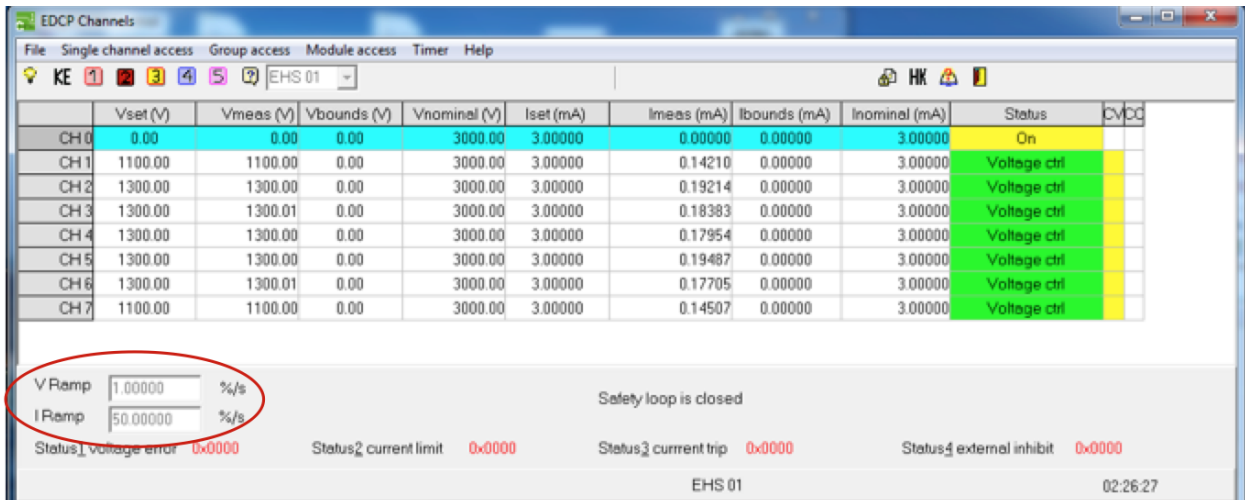 EDCP Channels
File Single channel access Group access Module access Timer Help
KE 1 2 3 4 5 EHS 01 HK
Vset (V) Vmeas (V) Vbounds (V) Vnominal (V) Iset (mA) Imeas (mA) Ibounds (mA) Inominal (mA) Status CV CC
CH 0 0.00 0.00 0.00 3000.00 3.00000 0.00000 0.00000 3.00000 On
CH 1 1100.00 1100.00 0.00 3000.00 3.00000 0.14210 0.00000 3.00000 Voltage ctrl
CH 2 1300.00 1300.00 0.00 3000.00 3.00000 0.19214 0.00000 3.00000 Voltage ctrl
CH 3 1300.00 1300.01 0.00 3000.00 3.00000 0.18383 0.00000 3.00000 Voltage ctrl
CH 4 1300.00 1300.00 0.00 3000.00 3.00000 0.17954 0.00000 3.00000 Voltage ctrl
CH 5 1300.00 1300.00 0.00 3000.00 3.00000 0.19487 0.00000 3.00000 Voltage ctrl
CH 6 1300.00 1300.01 0.00 3000.00 3.00000 0.17705 0.00000 3.00000 Voltage ctrl
CH 7 1100.00 1100.00 0.00 3000.00 3.00000 0.14507 0.00000 3.00000 Voltage ctrl
V Ramp 1.00000 %/s
Safety loop is closed
I Ramp 50.00000 %/s
Status1 voltage error 0x0000 Status2 current limit 0x0000 Status3 currrent trip 0x0000 Status4 external inhibit 0x0000
EHS 01 02:26:27